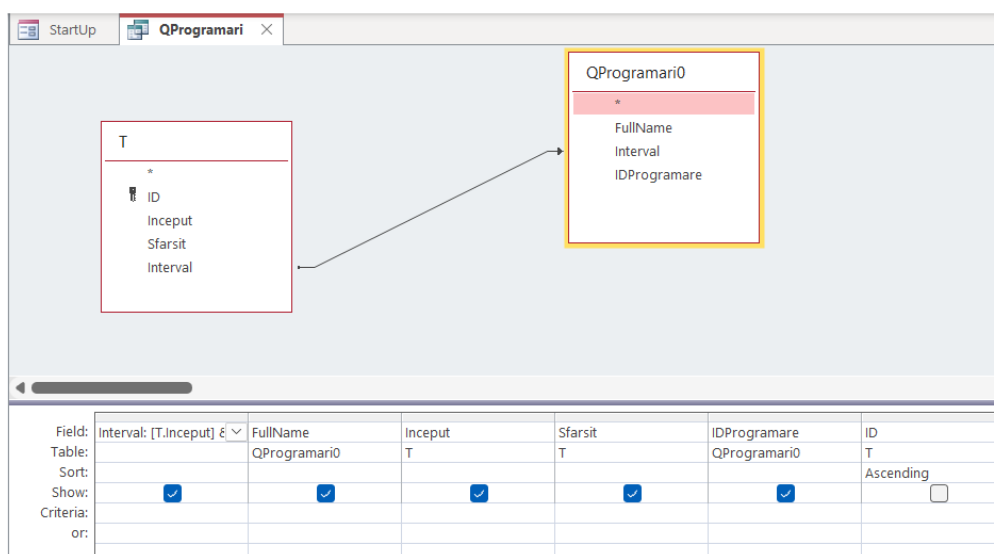 StartUp
QProgramari
QProgramari0
*
FullName
Interval
IDProgramare
T
*
ID
Inceput
Sfarsit
Interval
Field: Interval: [T.Inceput] & FullName Inceput Sfarsit IDProgramare ID
Table: QProgramari0 T T QProgramari0 T
Sort: Ascending
Show:
Criteria:
or: